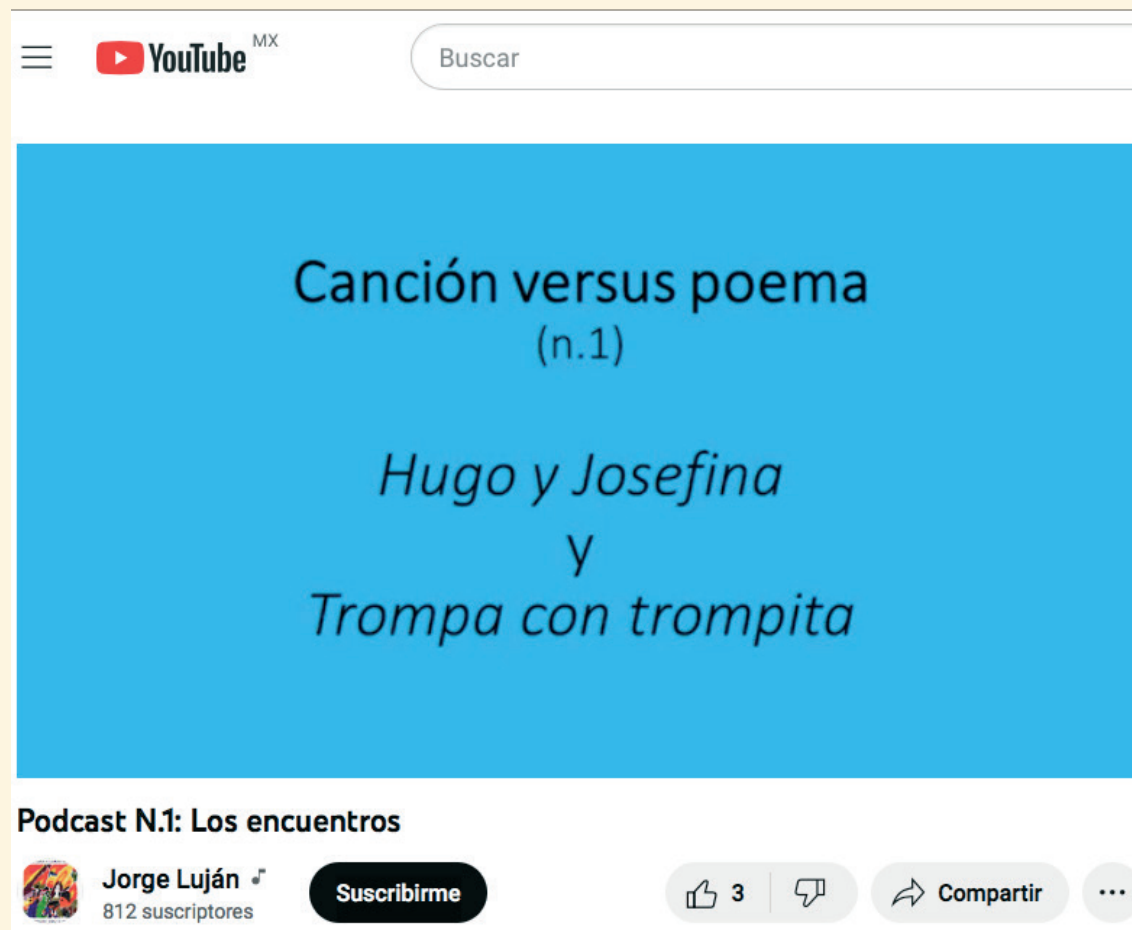 YouTube MX
Buscar
Canción versus poema
(n.1)
Hugo y Josefina
y
Trompa con trompita
Podcast N.1: Los encuentros
Jorge Luján
812 suscriptores
Suscribirme
3
Compartir